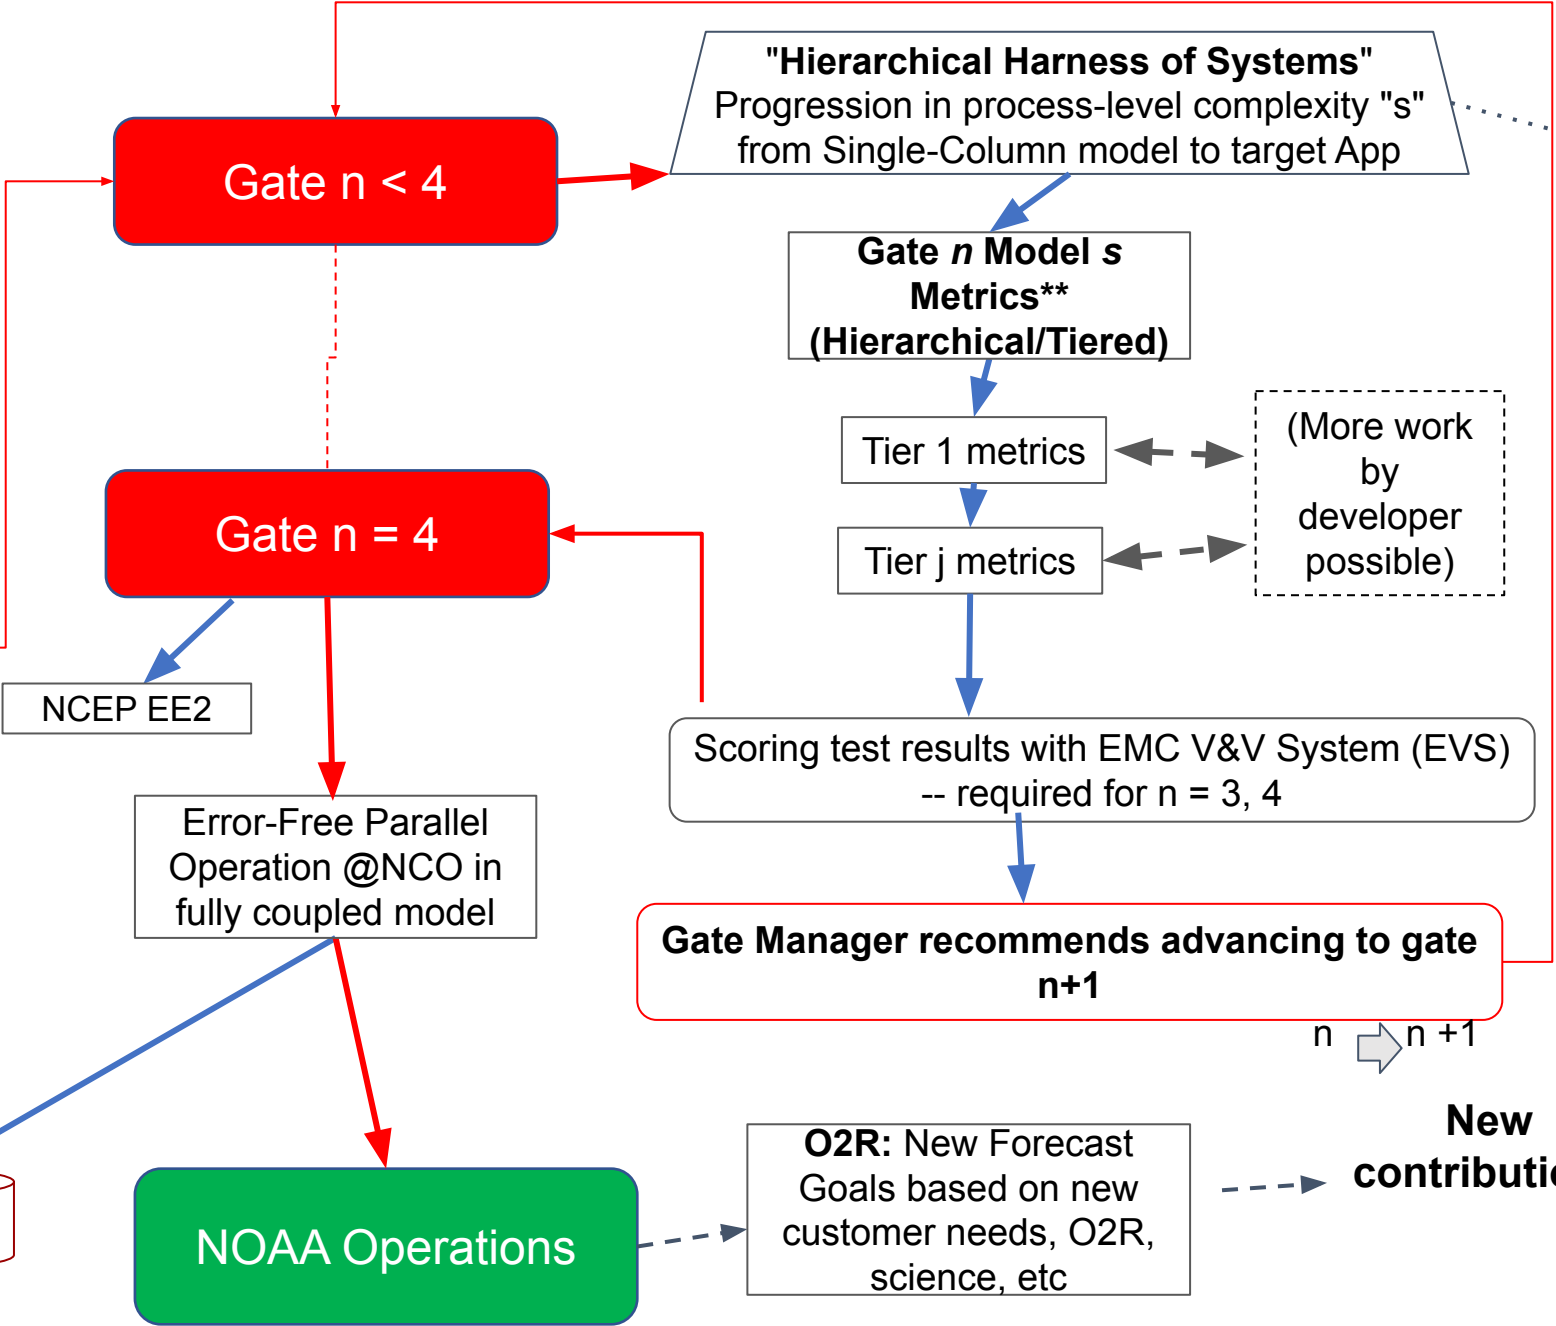 "Hierarchical Harness of Systems"
Progression in process-level complexity "s"
from Single-Column model to target App
Gate n < 4
Gate n Model s
Metrics**
(Hierarchical/Tiered)
Tier 1 metrics
(More work
by
developer
possible)
Gate n = 4
Tier j metrics
NCEP EE2
Scoring test results with EMC V&V System (EVS)
-- required for n = 3, 4
Error-Free Parallel
Operation @NCO in
fully coupled model
Gate Manager recommends advancing to gate
n+1
n n +1
NOAA Operations
O2R: New Forecast
Goals based on new
customer needs, O2R,
science, etc
New